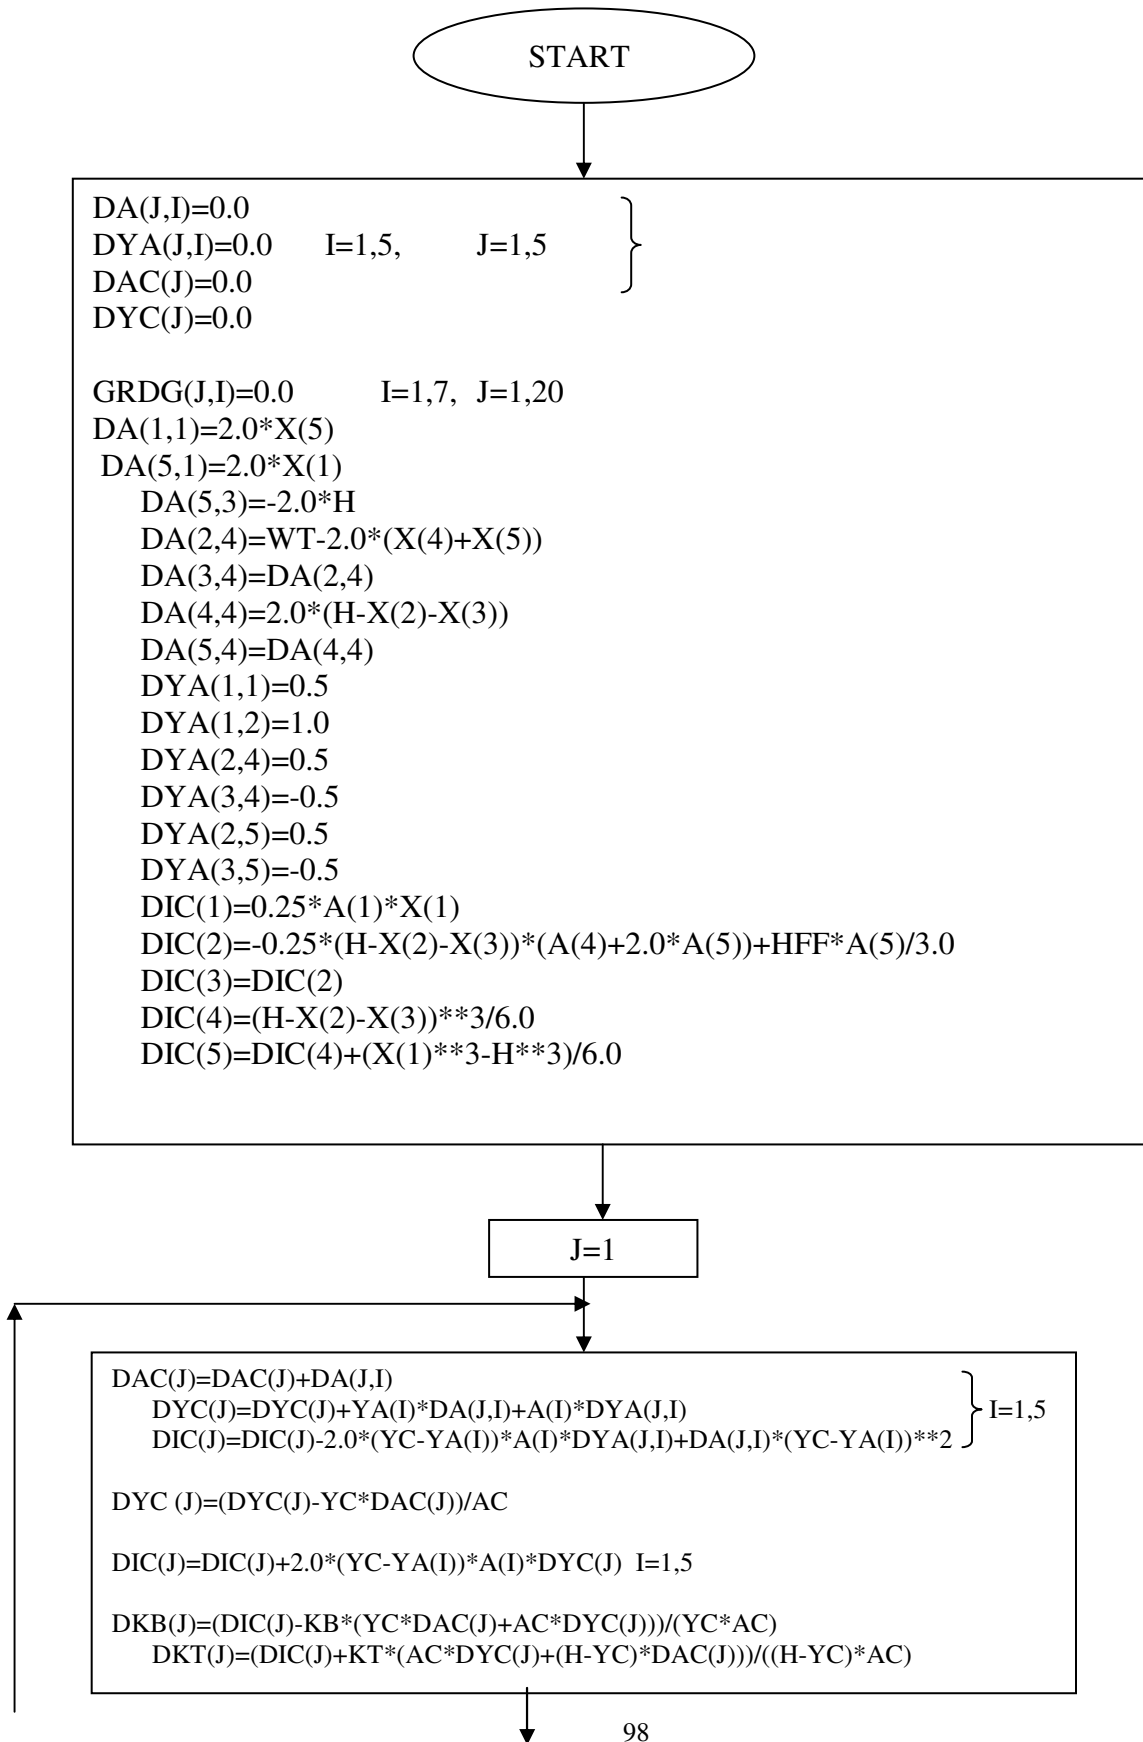 START
DA(J,I)=0.0
DYA(J,I)=0.0 I=1,5, J=1,5
DAC(J)=0.0
DYC(J)=0.0
GRDG(J,I)=0.0 I=1,7, J=1,20
DA(1,1)=2.0*X(5)
DA(5,1)=2.0*X(1)
DA(5,3)=-2.0*H
DA(2,4)=WT-2.0*(X(4)+X(5))
DA(3,4)=DA(2,4)
DA(4,4)=2.0*(H-X(2)-X(3))
DA(5,4)=DA(4,4)
DYA(1,1)=0.5
DYA(1,2)=1.0
DYA(2,4)=0.5
DYA(3,4)=-0.5
DYA(2,5)=0.5
DYA(3,5)=-0.5
DIC(1)=0.25*A(1)*X(1)
DIC(2)=-0.25*(H-X(2)-X(3))*(A(4)+2.0*A(5))+HFF*A(5)/3.0
DIC(3)=DIC(2)
DIC(4)=(H-X(2)-X(3))**3/6.0
DIC(5)=DIC(4)+(X(1)**3-H**3)/6.0
J=1
DAC(J)=DAC(J)+DA(J,I)
DYC(J)=DYC(J)+YA(I)*DA(J,I)+A(I)*DYA(J,I) I=1,5
DIC(J)=DIC(J)-2.0*(YC-YA(I))*A(I)*DYA(J,I)+DA(J,I)*(YC-YA(I))**2
DYC (J)=(DYC(J)-YC*DAC(J))/AC
DIC(J)=DIC(J)+2.0*(YC-YA(I))*A(I)*DYC(J) I=1,5
DKB(J)=(DIC(J)-KB*(YC*DAC(J)+AC*DYC(J)))/(YC*AC)
DKT(J)=(DIC(J)+KT*(AC*DYC(J)+(H-YC)*DAC(J)))/((H-YC)*AC)
98